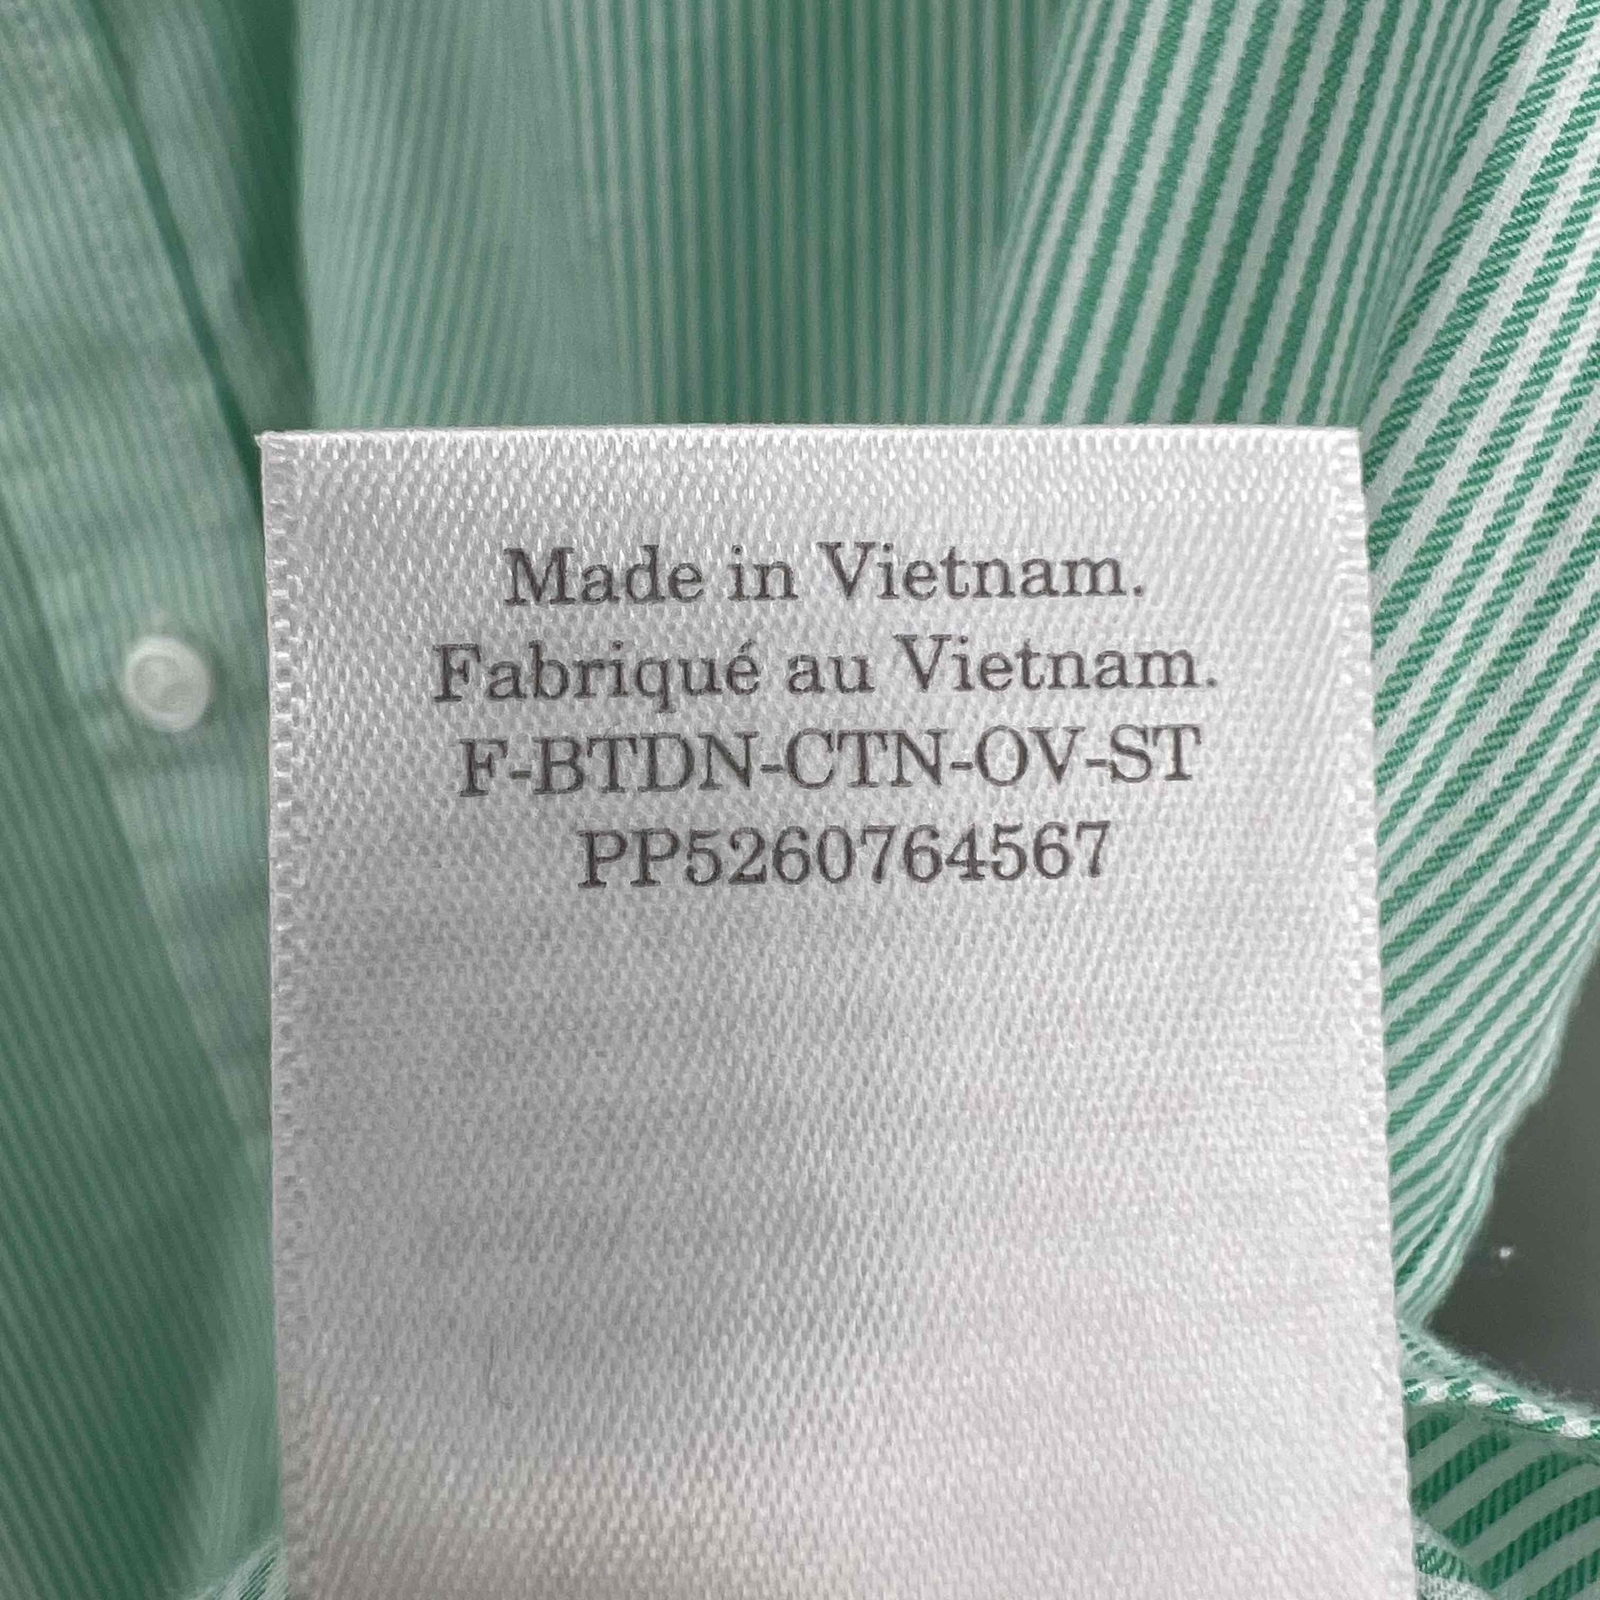 Made in Vietnam.
Fabriqué au Vietnam.
F-BTDN-CTN-OV-ST
PP5260764567